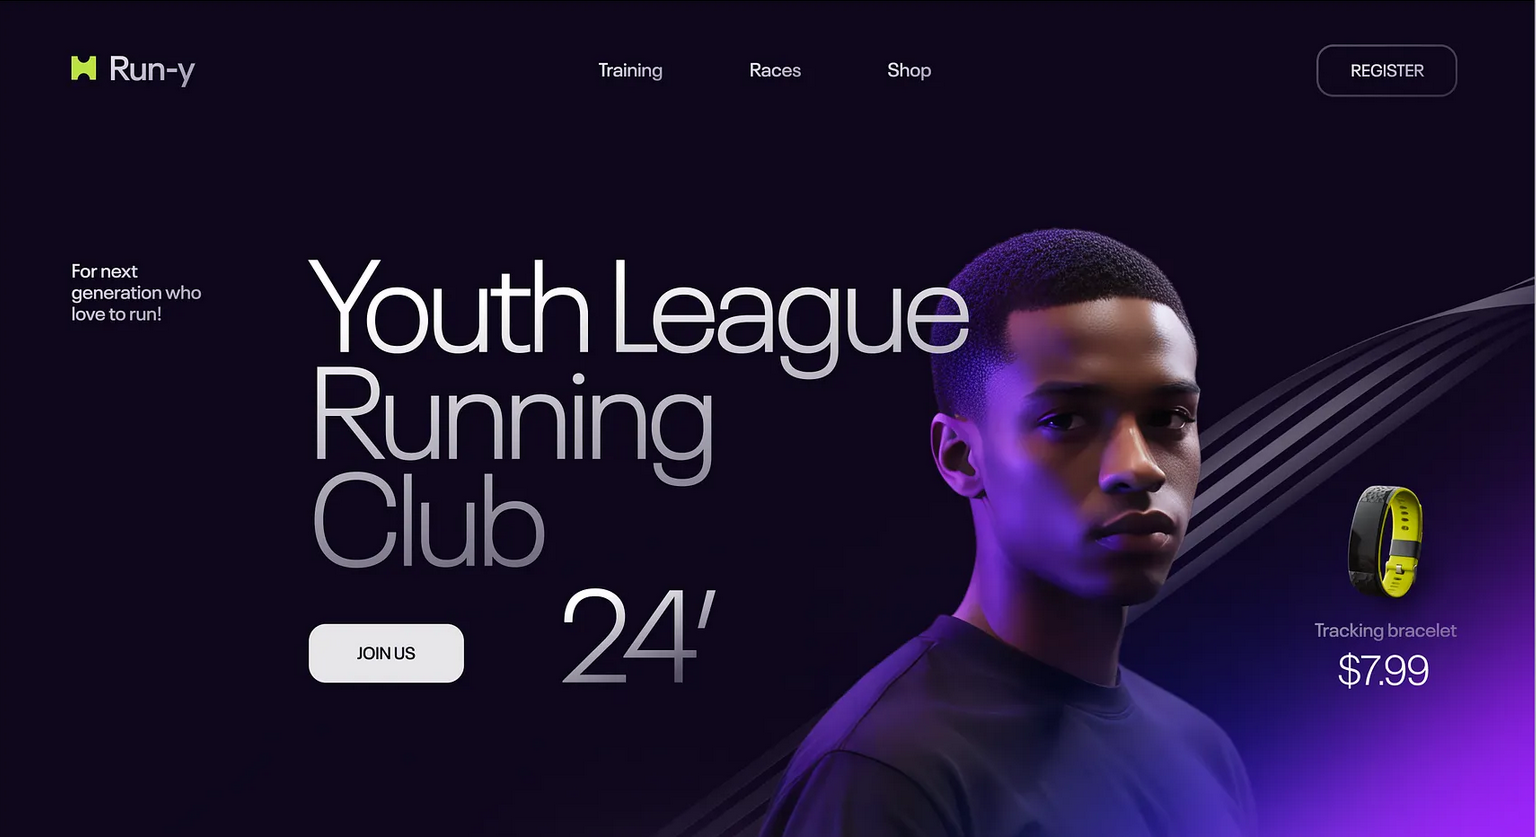 Run-y
Training
Races
Shop
REGISTER
For next
generation who
love to run!
Youth League
Running
Club
24’
JOIN US
Tracking bracelet
$7.99